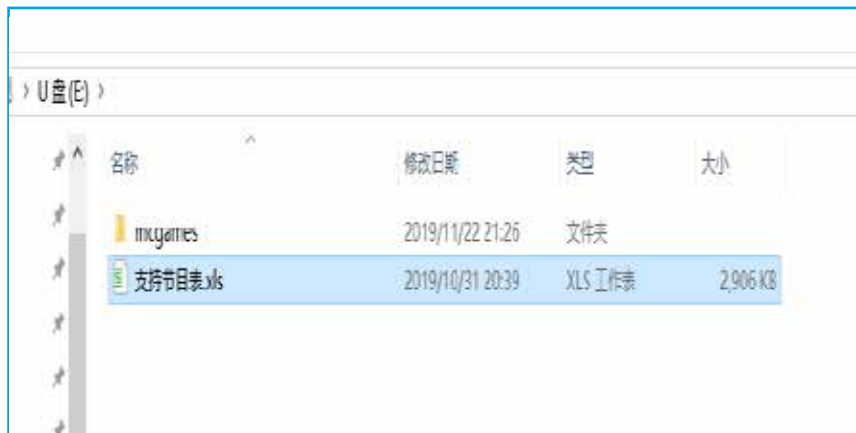 › U盘(E) ›
名称 修改日期 类型 大小
mcgames 2019/11/22 21:26 文件夹
支持节目表.xls 2019/10/31 20:39 XLS 工作表 2,906 KB